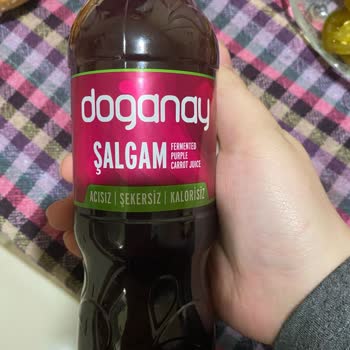 doganay
ŞALGAM
FERMENTED
PURPLE
CARROT JUICE
ACISIZ | ŞEKERSİZ | KALORİSİZ